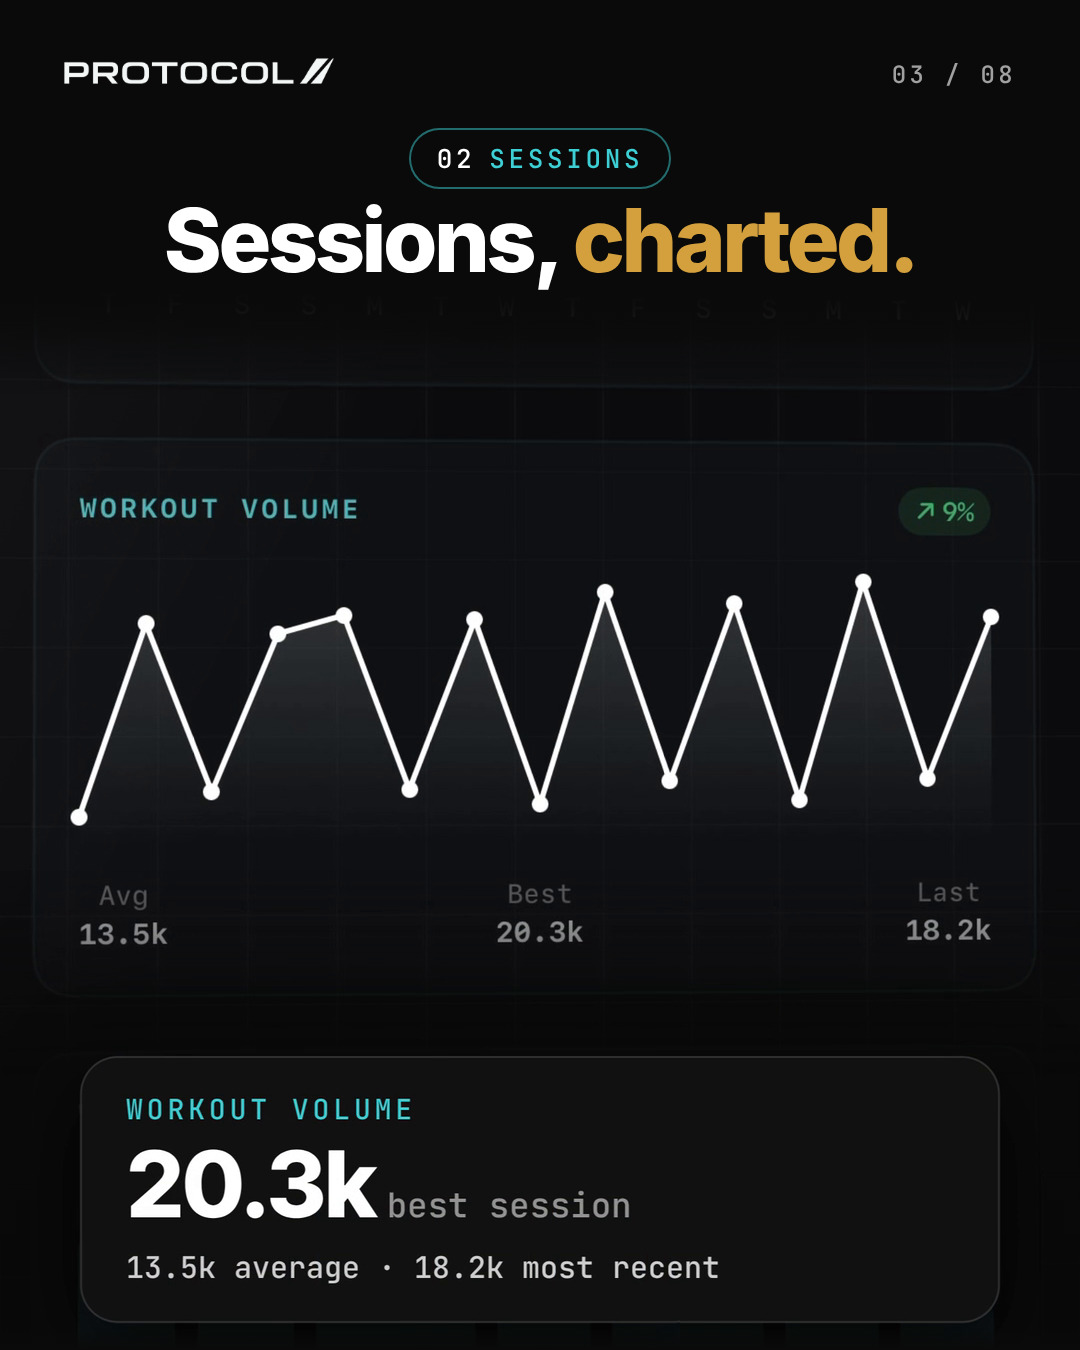 PROTOCOL
03 / 08
02 SESSIONS
Sessions, charted.
T F S S M T W T F S S M T W
WORKOUT VOLUME
↗ 9%
Avg Best Last
13.5k 20.3k 18.2k
WORKOUT VOLUME
20.3k best session
13.5k average · 18.2k most recent